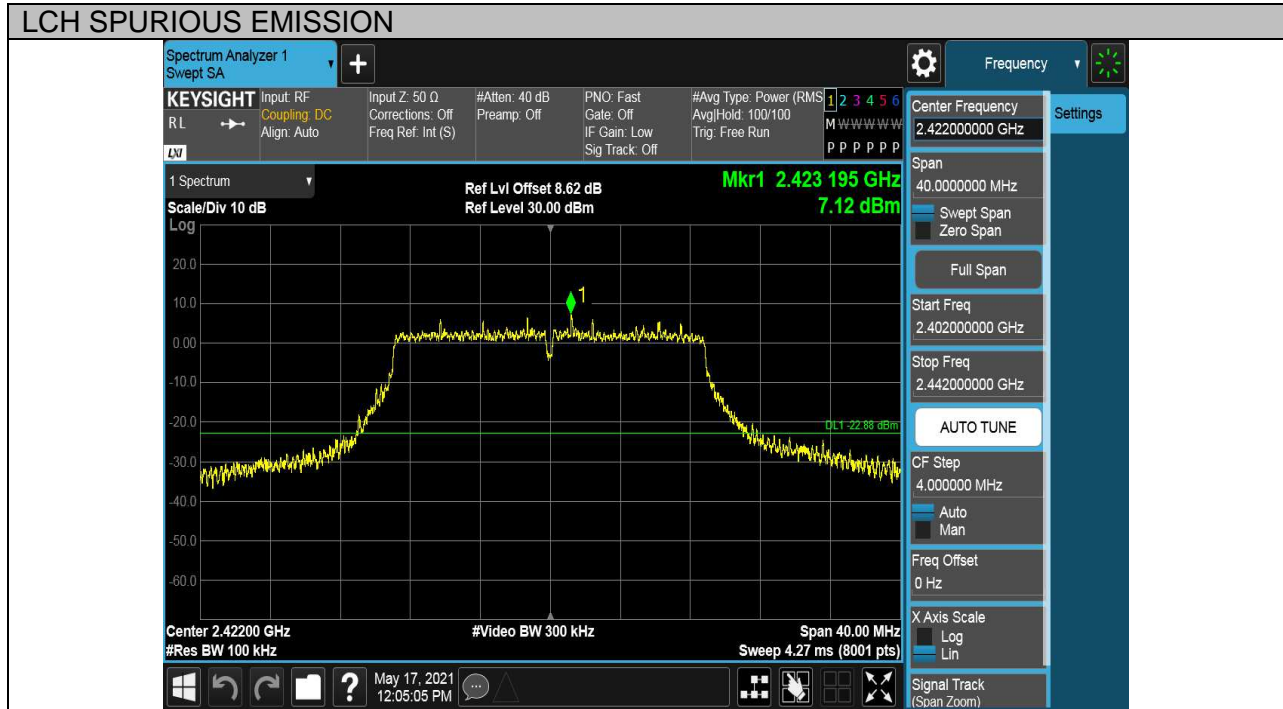 LCH SPURIOUS EMISSION
Spectrum Analyzer 1
Swept SA
Frequency
KEYSIGHT
RL
LXI
Input: RF
Coupling: DC
Align: Auto
Input Z: 50 Ω
Corrections: Off
Freq Ref: Int (S)
#Atten: 40 dB
Preamp: Off
PNO: Fast
Gate: Off
IF Gain: Low
Sig Track: Off
#Avg Type: Power (RMS
Avg|Hold: 100/100
Trig: Free Run
1 2 3 4 5 6
M W W W W W
P P P P P P
1 Spectrum
Scale/Div 10 dB
Log
Ref Lvl Offset 8.62 dB
Ref Level 30.00 dBm
Mkr1 2.423 195 GHz
7.12 dBm
20.0
10.0
0.00
-10.0
-20.0
-30.0
-40.0
-50.0
-60.0
1
DL1 -22.88 dBm
Center 2.42200 GHz
#Res BW 100 kHz
#Video BW 300 kHz
Span 40.00 MHz
Sweep 4.27 ms (8001 pts)
May 17, 2021
12:05:05 PM
Center Frequency
2.422000000 GHz
Settings
Span
40.0000000 MHz
Swept Span
Zero Span
Full Span
Start Freq
2.402000000 GHz
Stop Freq
2.442000000 GHz
AUTO TUNE
CF Step
4.000000 MHz
Auto
Man
Freq Offset
0 Hz
X Axis Scale
Log
Lin
Signal Track
(Span Zoom)